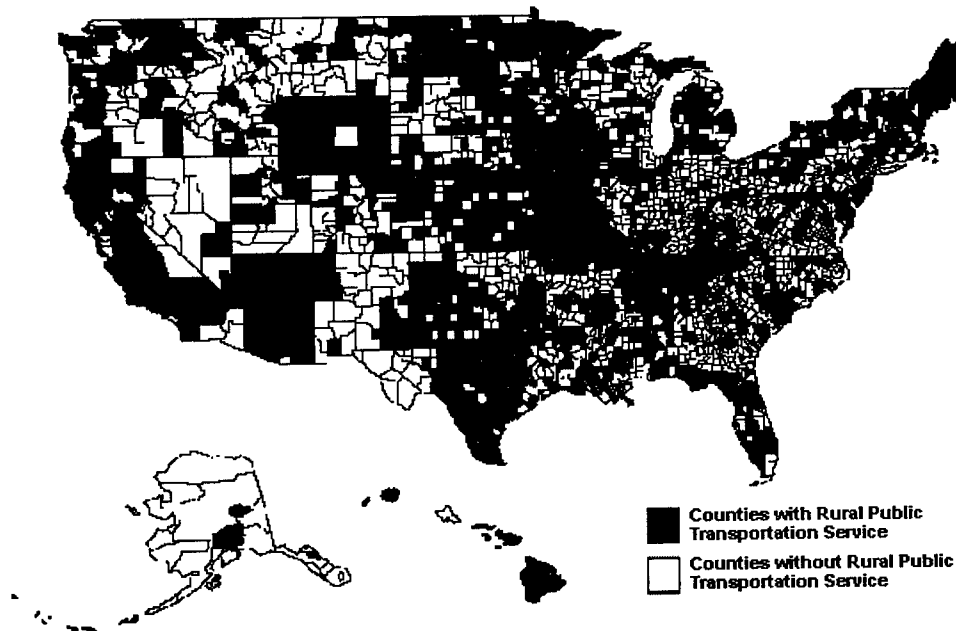 Counties with Rural Public
Transportation Service
Counties without Rural Public
Transportation Service